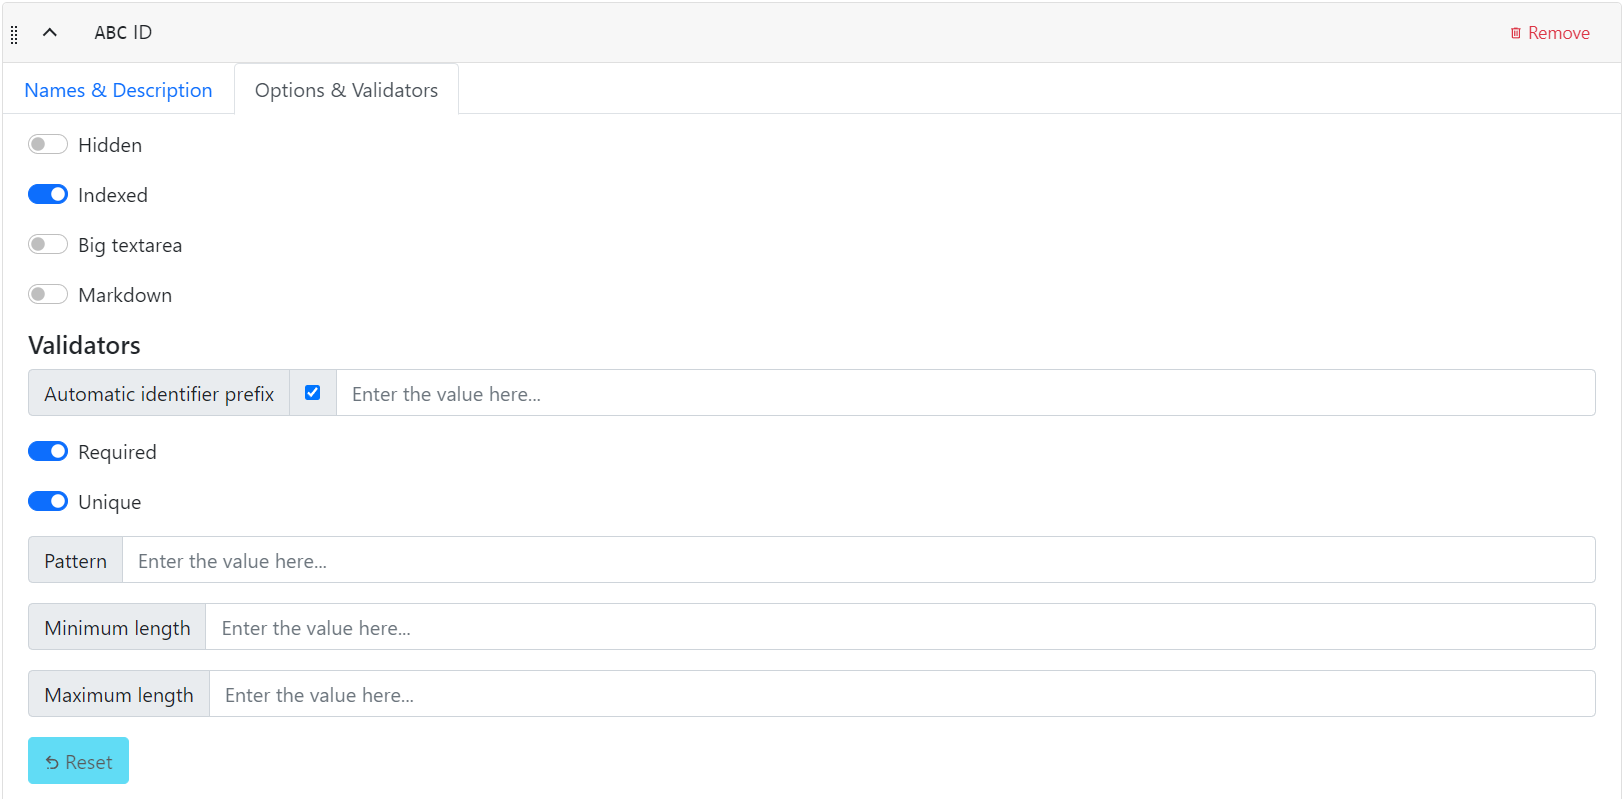 ABC ID
Remove
Names & Description
Options & Validators
Hidden
Indexed
Big textarea
Markdown
Validators
Automatic identifier prefix
Enter the value here...
Required
Unique
Pattern
Enter the value here...
Minimum length
Enter the value here...
Maximum length
Enter the value here...
Reset